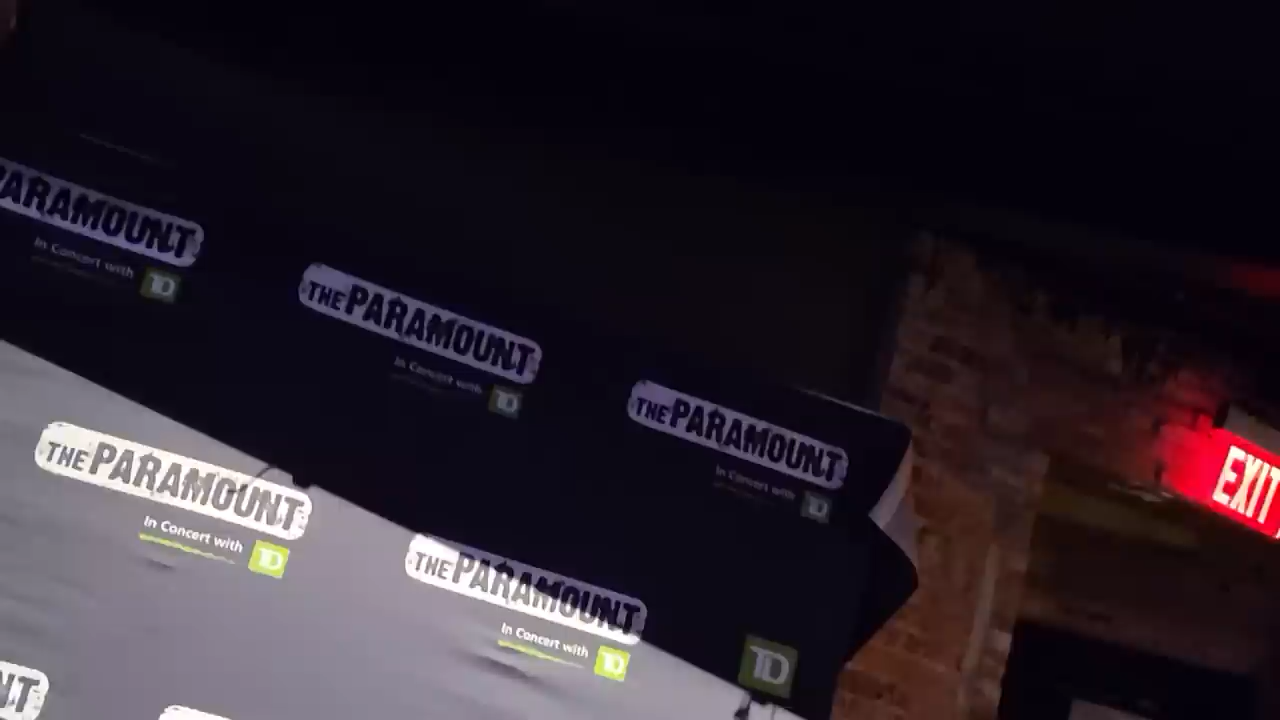 PARAMOUNT
In Concert with TD
THE PARAMOUNT
In Concert with TD
THE PARAMOUNT
In Concert with TD
EXIT
THE PARAMOUNT
In Concert with TD
THE PARAMOUNT
In Concert with TD
TD
NT